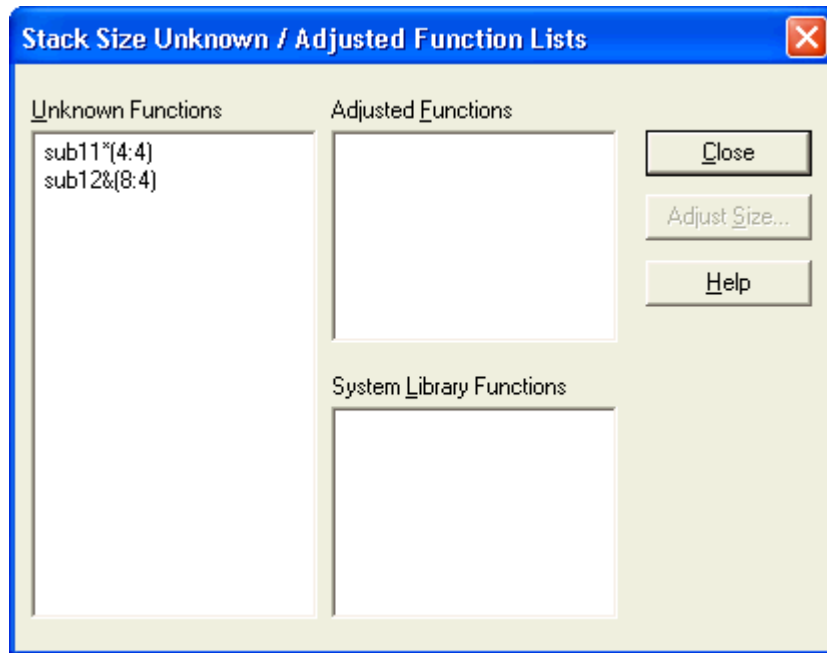 Stack Size Unknown / Adjusted Function Lists
Unknown Functions
sub11*(4:4)
sub12&(8:4)
Adjusted Functions
System Library Functions
Close
Adjust Size...
Help